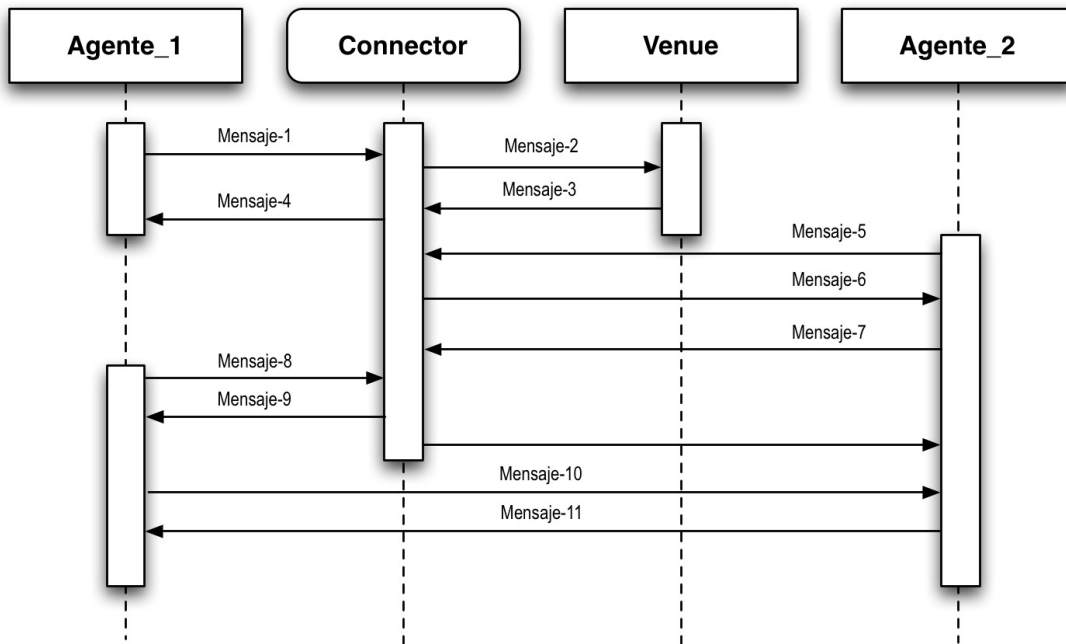 Agente_1
Connector
Venue
Agente_2
Mensaje-1
Mensaje-2
Mensaje-3
Mensaje-4
Mensaje-5
Mensaje-6
Mensaje-7
Mensaje-8
Mensaje-9
Mensaje-10
Mensaje-11